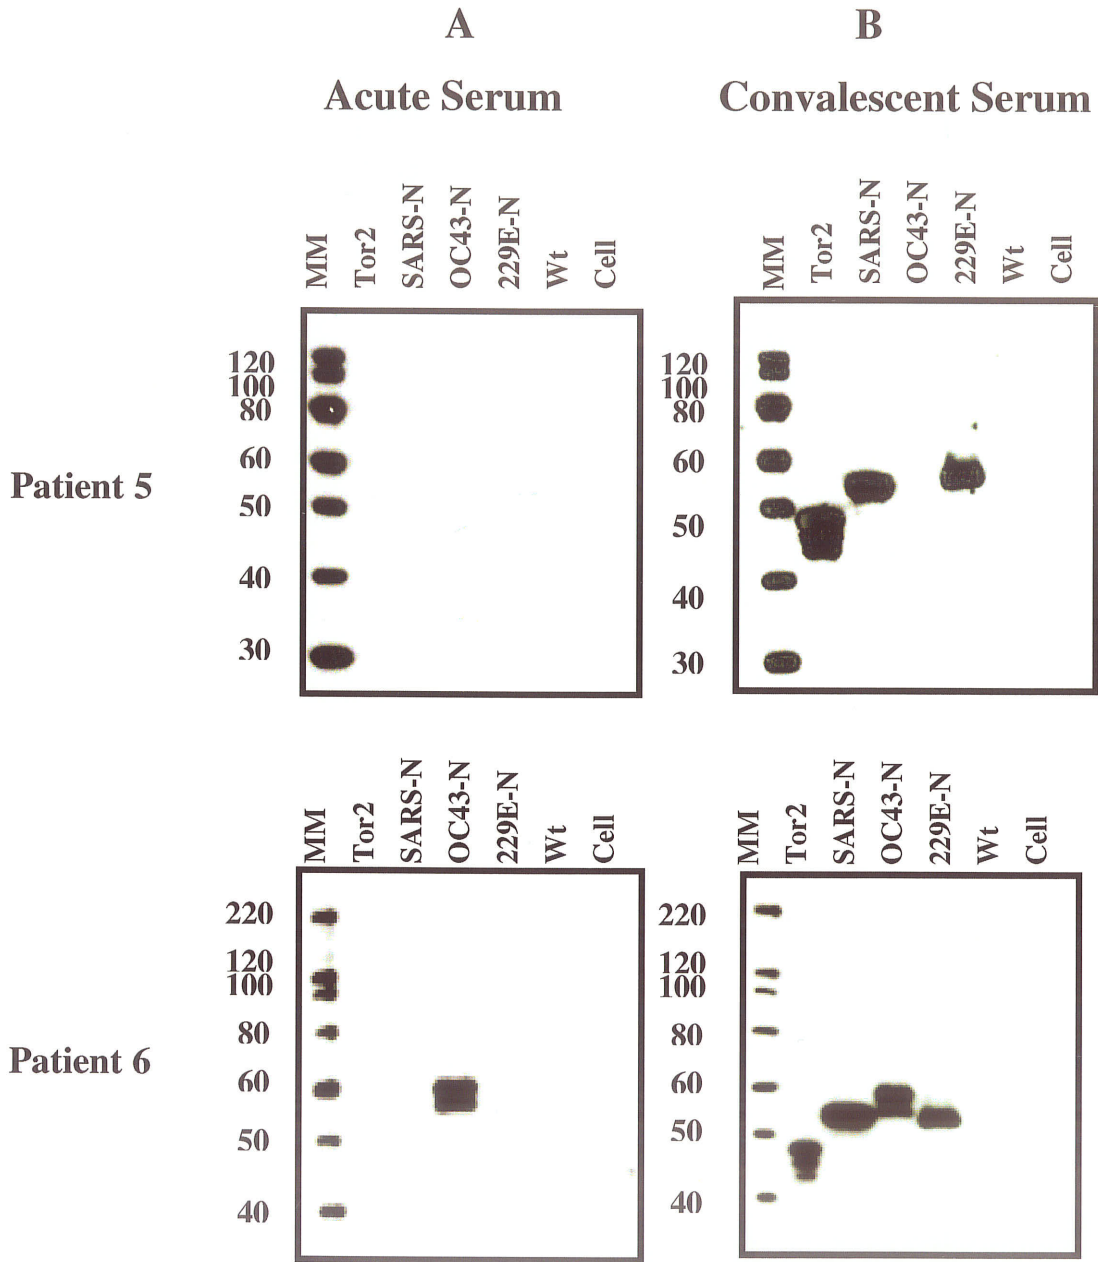 A
B
Acute Serum
Convalescent Serum
MM
Tor2
SARS-N
OC43-N
229E-N
Wt
Cell
MM
Tor2
SARS-N
OC43-N
229E-N
Wt
Cell
Patient 5
120
100
80
60
50
40
30
120
100
80
60
50
40
30
MM
Tor2
SARS-N
OC43-N
229E-N
Wt
Cell
MM
Tor2
SARS-N
OC43-N
229E-N
Wt
Cell
Patient 6
220
120
100
80
60
50
40
220
120
100
80
60
50
40